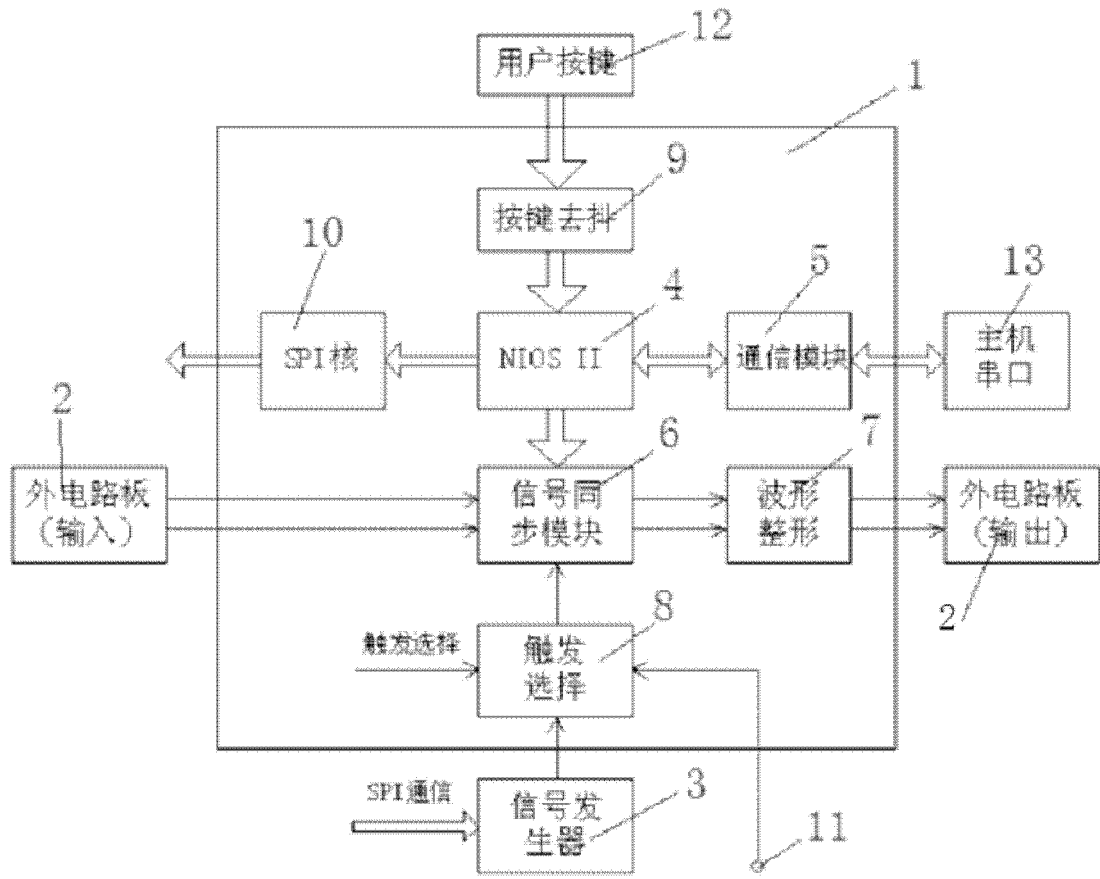 12
用户按键
1
9
按键去抖
10
4
5
13
SPI核
NIOS II
通信模块
主机
串口
2
6
7
外电路板
(输入)
信号同
步模块
波形
整形
外电路板
(输出)
2
8
触发选择
触发
选择
SPI通信
3
信号发
生器
11